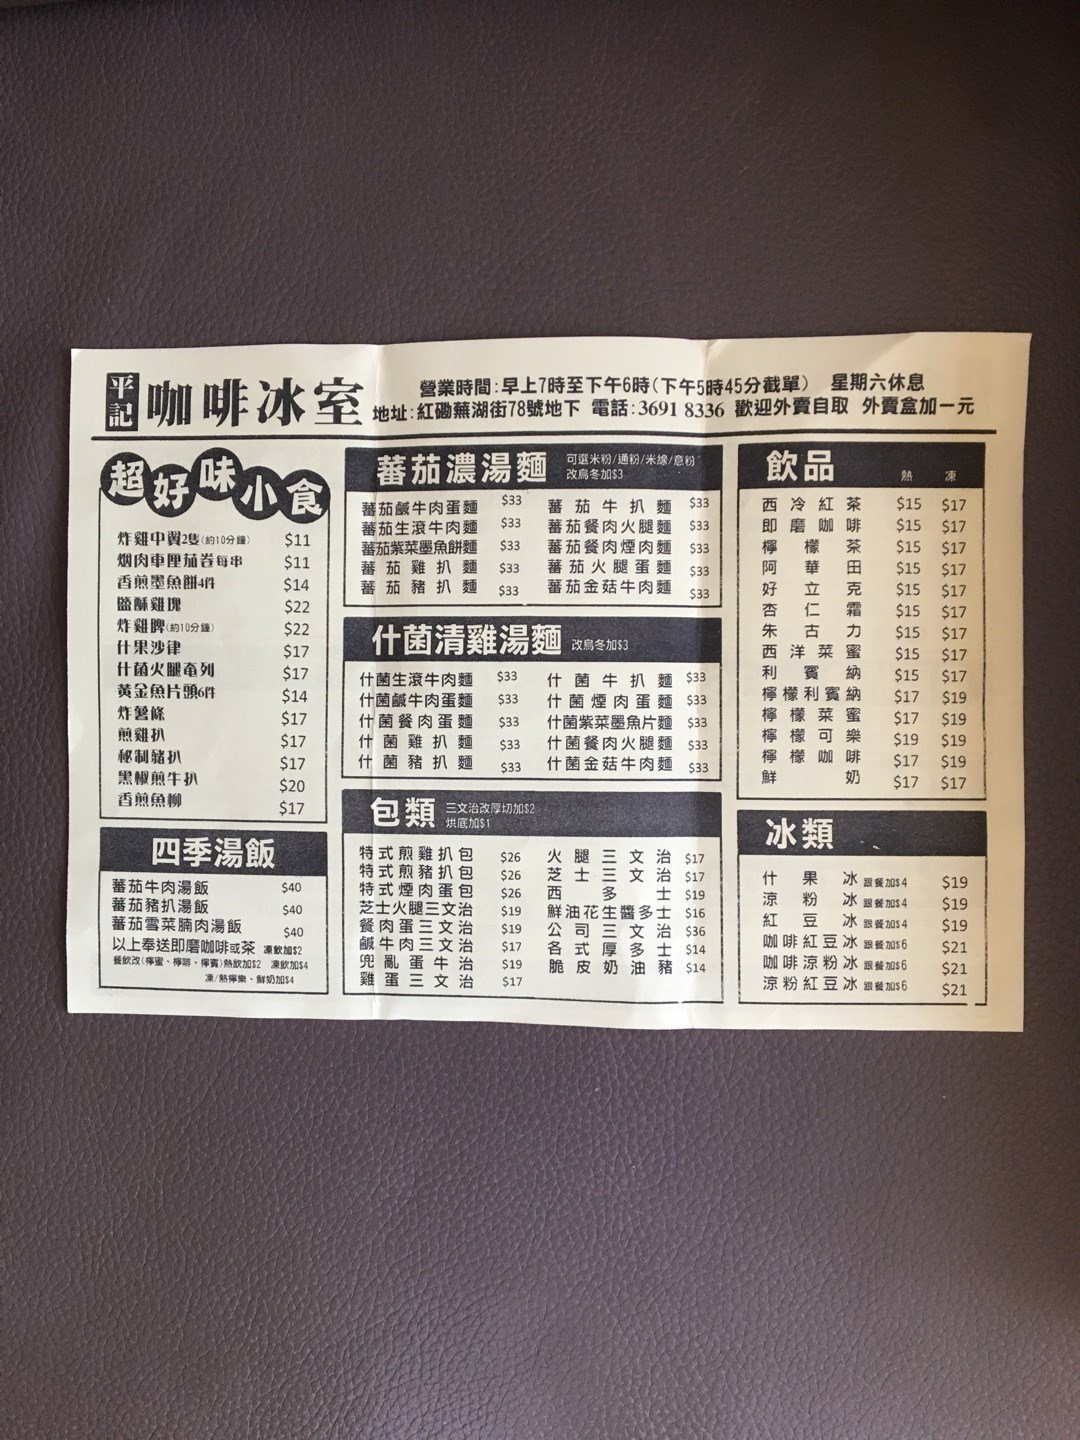 平記 咖啡冰室
營業時間:早上7時至下午6時(下午5時45分截單) 星期六休息
地址:紅磡蕪湖街78號地下 電話:3691 8336 歡迎外賣自取 外賣盒加一元
超好味小食
炸雞中翼2隻(約10分鐘) $11
烟肉車厘茄卷每串 $11
香煎墨魚餅4件 $14
鹽酥雞塊 $22
炸雞脾(約10分鐘) $22
什果沙律 $17
什菌火腿奄列 $17
黃金魚片頭6件 $14
炸薯條 $17
煎雞扒 $17
秘制豬扒 $17
黑椒煎牛扒 $20
香煎魚柳 $17
四季湯飯
蕃茄牛肉湯飯 $40
蕃茄豬扒湯飯 $40
蕃茄雪菜腩肉湯飯 $40
以上奉送即磨咖啡或茶 凍飲加$2
餐飲改(檸蜜、檸啡、檸賓)熱飲加$2 凍飲加$4
凍/熱檸樂、鮮奶加$4
蕃茄濃湯麵 可選米粉/通粉/米線/意粉
改烏冬加$3
蕃茄鹹牛肉蛋麵 $33 蕃茄牛扒麵 $33
蕃茄生滾牛肉麵 $33 蕃茄餐肉火腿麵 $33
蕃茄紫菜墨魚餅麵 $33 蕃茄餐肉煙肉麵 $33
蕃茄雞扒麵 $33 蕃茄火腿蛋麵 $33
蕃茄豬扒麵 $33 蕃茄金菇牛肉麵 $33
什菌清雞湯麵 改烏冬加$3
什菌生滾牛肉麵 $33 什菌牛扒麵 $33
什菌鹹牛肉蛋麵 $33 什菌煙肉蛋麵 $33
什菌餐肉蛋麵 $33 什菌紫菜墨魚片麵 $33
什菌雞扒麵 $33 什菌餐肉火腿麵 $33
什菌豬扒麵 $33 什菌金菇牛肉麵 $33
包類 三文治改厚切加$2
烘底加$1
特式煎雞扒包 $26 火腿三文治 $17
特式煎豬扒包 $26 芝士三文治 $17
特式煙肉蛋包 $26 西多士 $19
芝士火腿三文治 $19 鮮油花生醬多士 $16
餐肉蛋三文治 $19 公司三文治 $36
鹹牛肉三文治 $17 各式厚多士 $14
兜亂蛋牛治 $19 脆皮奶油豬 $14
雞蛋三文治 $17
飲品 熱 凍
西冷紅茶 $15 $17
即磨咖啡 $15 $17
檸檬茶 $15 $17
阿華田 $15 $17
好立克 $15 $17
杏仁霜 $15 $17
朱古力 $15 $17
西洋菜蜜 $15 $17
利賓納 $15 $17
檸檬利賓納 $17 $19
檸檬菜蜜 $17 $19
檸檬可樂 $19 $19
檸檬咖啡 $17 $19
鮮奶 $17 $17
冰類
什果冰 跟餐加$4 $19
涼粉冰 跟餐加$4 $19
紅豆冰 跟餐加$4 $19
咖啡紅豆冰 跟餐加$6 $21
咖啡涼粉冰 跟餐加$6 $21
涼粉紅豆冰 跟餐加$6 $21